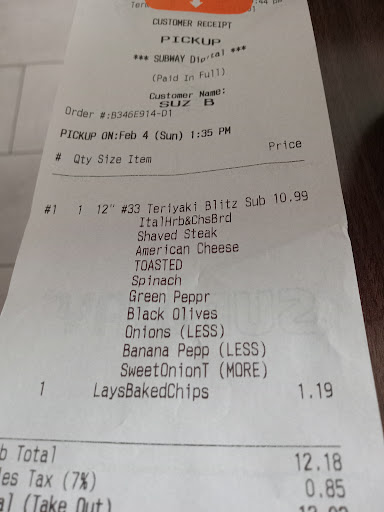 CUSTOMER RECEIPT
PICKUP
*** SUBWAY Digital ***
(Paid In Full)
Customer Name:
SUZ B
Order #:B346E914-D1
PICKUP ON:Feb 4 (Sun) 1:35 PM
# Qty Size Item Price
#1 1 12" #33 Teriyaki Blitz Sub 10.99
ItalHrb&ChsBrd
Shaved Steak
American Cheese
TOASTED
Spinach
Green Peppr
Black Olives
Onions (LESS)
Banana Pepp (LESS)
SweetOnionT (MORE)
1 LaysBakedChips 1.19
b Total 12.18
les Tax (7%) 0.85
al (Take Out)